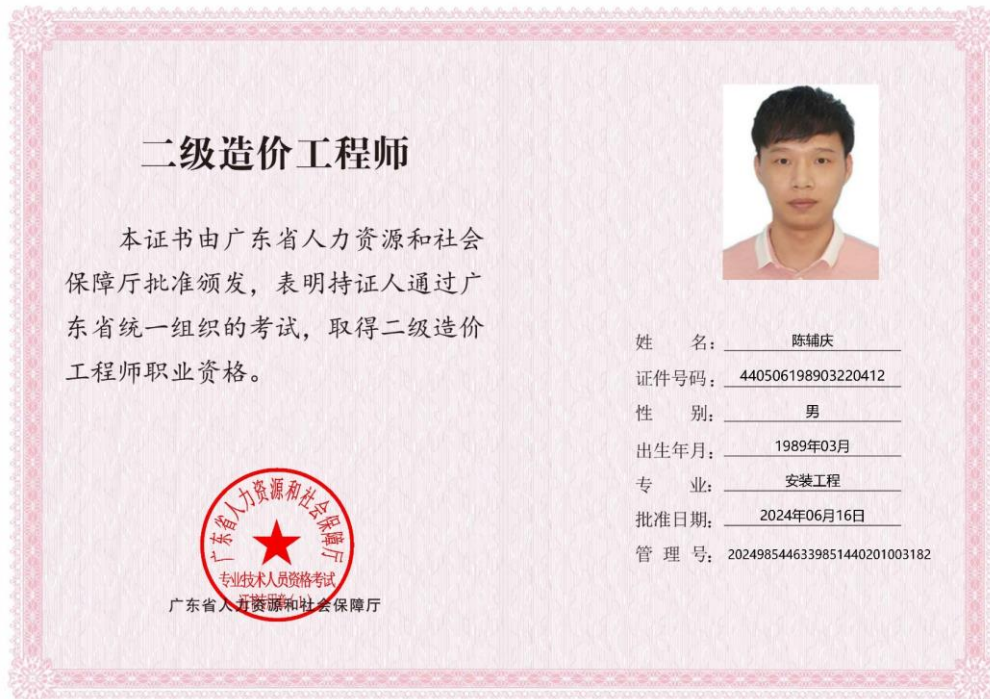 二级造价工程师
本证书由广东省人力资源和社会
保障厅批准颁发，表明持证人通过广
东省统一组织的考试，取得二级造价
工程师职业资格。
广东省人力资源和社会保障厅
专业技术人员资格考试
广东省人力资源和社会保障厅
姓名：陈辅庆
证件号码：440506198903220412
性别：男
出生年月：1989年03月
专业：安装工程
批准日期：2024年06月16日
管理号：2024985446339851440201003182